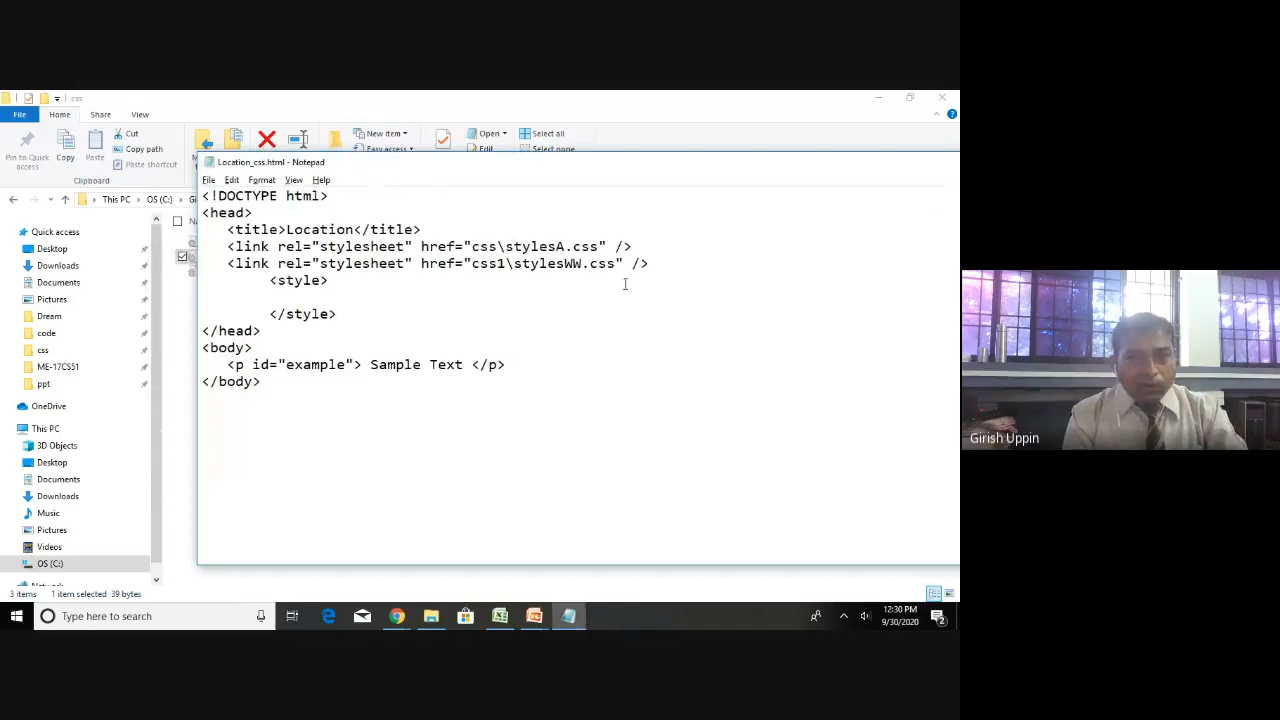 css
File Home Share View
Pin to Quick access
Copy
Paste
Cut
Copy path
Paste shortcut
New item
Easy access
Open
Edit
Select all
Select none
Clipboard
This PC OS (C:)
Location_css.html - Notepad
File Edit Format View Help
<!DOCTYPE html>
<head>
<title>Location</title>
<link rel="stylesheet" href="css\stylesA.css" />
<link rel="stylesheet" href="css1\stylesWW.css" />
<style>
</style>
</head>
<body>
<p id="example"> Sample Text </p>
</body>
Quick access
Desktop
Documents
Pictures
Dream
code
css
ME-17CS51
ppt
OneDrive
This PC
3D Objects
Desktop
Documents
Downloads
Music
Pictures
Videos
OS (C:)
Network
3 items 1 item selected 39 bytes
Type here to search
12:30 PM
9/30/2020
2
Girish Uppin